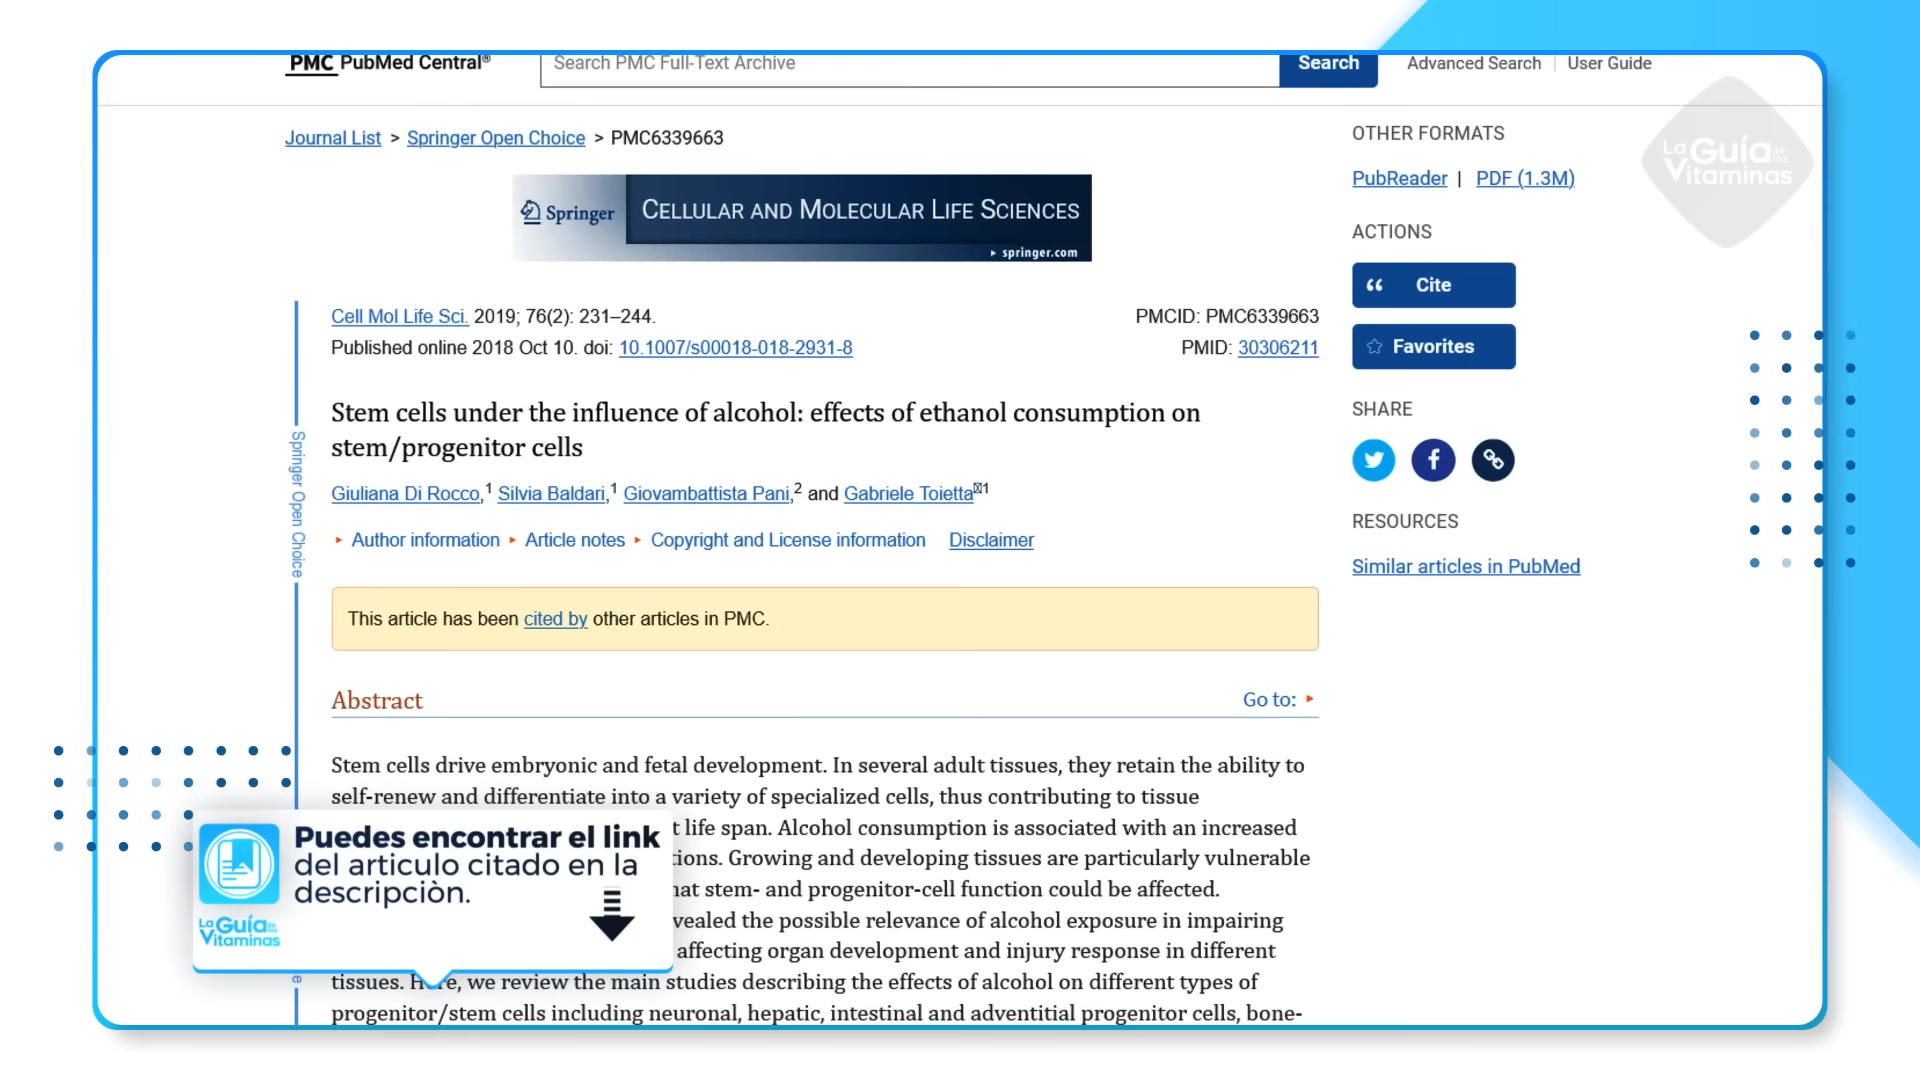 PMC PubMed Central®
Search PMC Full-Text Archive
Search
Advanced Search
User Guide
Journal List > Springer Open Choice > PMC6339663
Springer
CELLULAR AND MOLECULAR LIFE SCIENCES
springer.com
Cell Mol Life Sci. 2019; 76(2): 231–244.
PMCID: PMC6339663
Published online 2018 Oct 10. doi: 10.1007/s00018-018-2931-8
PMID: 30306211
Stem cells under the influence of alcohol: effects of ethanol consumption on
stem/progenitor cells
Giuliana Di Rocco,1 Silvia Baldari,1 Giovambattista Pani,2 and Gabriele Toietta1
Author information Article notes Copyright and License information Disclaimer
This article has been cited by other articles in PMC.
Abstract
Go to:
Stem cells drive embryonic and fetal development. In several adult tissues, they retain the ability to
self-renew and differentiate into a variety of specialized cells, thus contributing to tissue
life span. Alcohol consumption is associated with an increased
Growing and developing tissues are particularly vulnerable
stem- and progenitor-cell function could be affected.
the possible relevance of alcohol exposure in impairing
affecting organ development and injury response in different
tissues. Here, we review the main studies describing the effects of alcohol on different types of
progenitor/stem cells including neuronal, hepatic, intestinal and adventitial progenitor cells, bone-
Springer Open Choice
OTHER FORMATS
PubReader | PDF (1.3M)
ACTIONS
Cite
Favorites
SHARE
RESOURCES
Similar articles in PubMed
La Guía de las Vitaminas
Puedes encontrar el link
del articulo citado en la
descripciòn.
La Guía de las Vitaminas